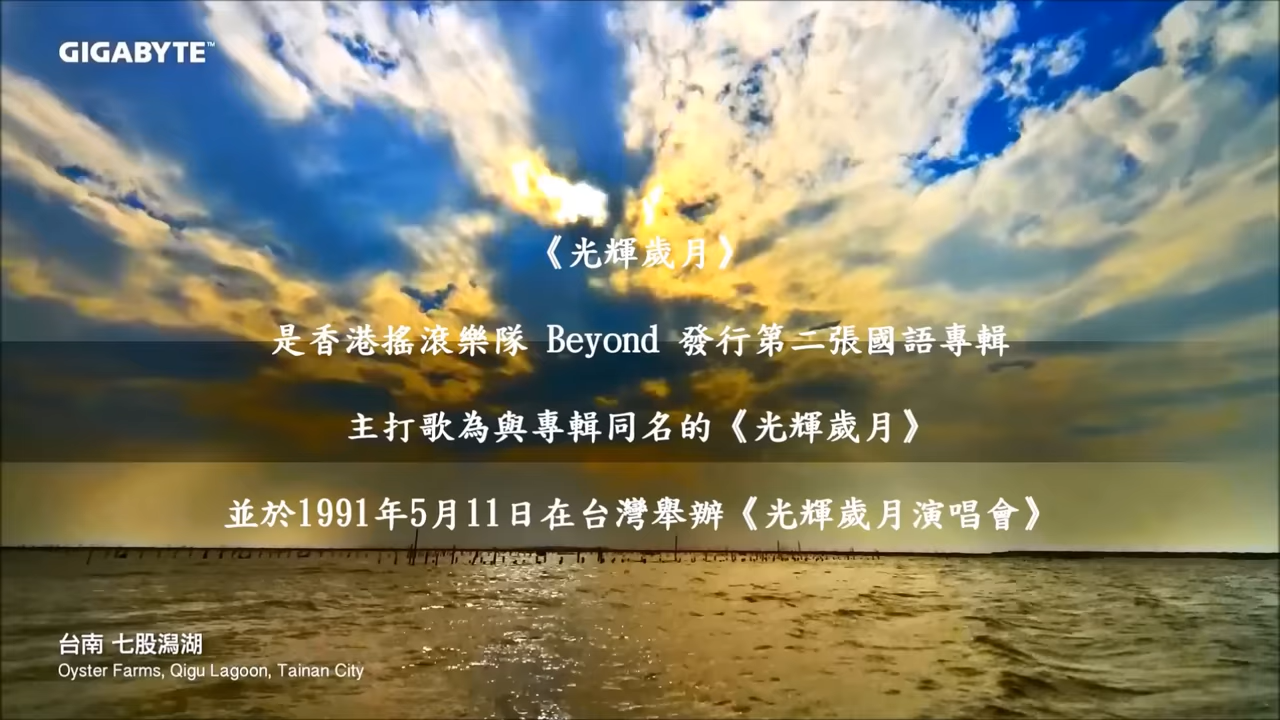 GIGABYTE™
《光輝歲月》
是香港搖滾樂隊 Beyond 發行第二張國語專輯
主打歌為與專輯同名的《光輝歲月》
並於1991年5月11日在台灣舉辦《光輝歲月演唱會》
台南 七股潟湖
Oyster Farms, Qigu Lagoon, Tainan City